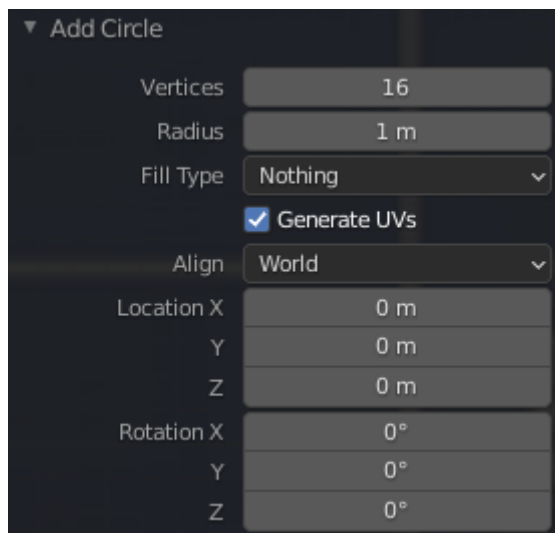 Add Circle
Vertices 16
Radius 1 m
Fill Type Nothing
Generate UVs
Align World
Location X 0 m
Y 0 m
Z 0 m
Rotation X 0°
Y 0°
Z 0°